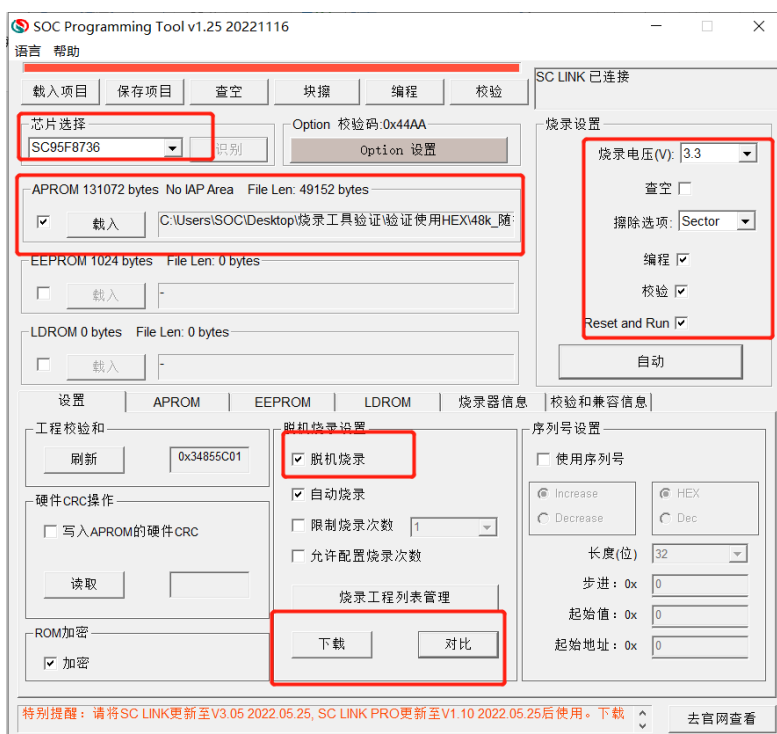 SOC Programming Tool v1.25 20221116
语言 帮助
载入项目 保存项目 查空 块擦 编程 校验
SC LINK 已连接
芯片选择
SC95F8736 识别
Option 校验码:0x44AA
Option 设置
烧录设置
烧录电压(V): 3.3
查空
擦除选项: Sector
编程
校验
Reset and Run
自动
APROM 131072 bytes No IAP Area File Len: 49152 bytes
载入 C:\Users\SOC\Desktop\烧录工具验证\验证使用HEX\48k_随
EEPROM 1024 bytes File Len: 0 bytes
载入 -
LDROM 0 bytes File Len: 0 bytes
载入 -
设置 APROM EEPROM LDROM 烧录器信息 校验和兼容信息
工程校验和
刷新 0x34855C01
硬件CRC操作
写入APROM的硬件CRC
读取
ROM加密
加密
脱机烧录设置
脱机烧录
自动烧录
限制烧录次数 1
允许配置烧录次数
烧录工程列表管理
下载 对比
序列号设置
使用序列号
Increase HEX
Decrease Dec
长度(位) 32
步进：0x 0
起始值：0x 0
起始地址：0x 0
特别提醒：请将SC LINK更新至V3.05 2022.05.25, SC LINK PRO更新至V1.10 2022.05.25后使用。下载
去官网查看